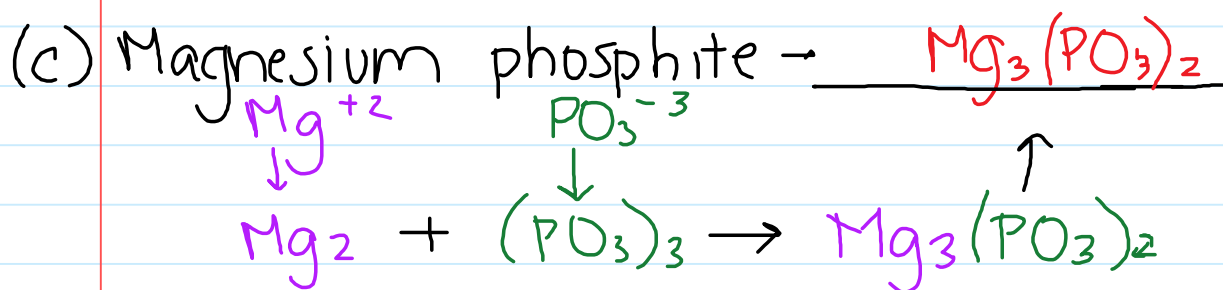 (c) Magnesium phosphite - Mg₃(PO₃)₂
Mg⁺² PO₃⁻³
↓ ↓ ↑
Mg₂ + (PO₃)₃ → Mg₃(PO₃)₂